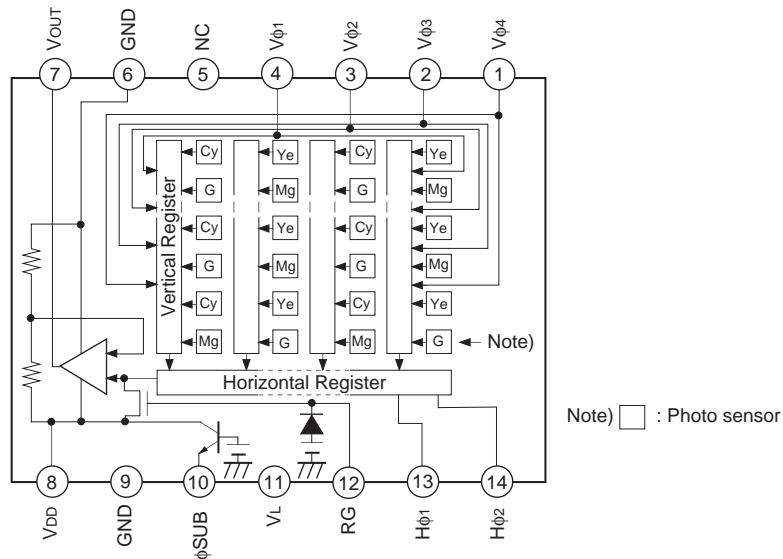 VOUT GND NC Vϕ1 Vϕ2 Vϕ3 Vϕ4
7 6 5 4 3 2 1
Vertical Register
Cy Ye Cy Ye
G Mg G Mg
Cy Ye Cy Ye
G Mg G Mg
Cy Ye Cy Ye
Mg G Mg G Note)
Horizontal Register
Note) : Photo sensor
8 9 10 11 12 13 14
VDD GND ϕSUB VL RG Hϕ1 Hϕ2